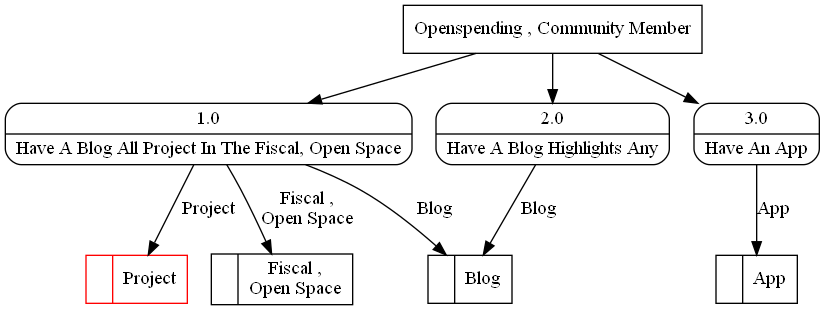 Openspending , Community Member
1.0
Have A Blog All Project In The Fiscal, Open Space
2.0
Have A Blog Highlights Any
3.0
Have An App
Project
Fiscal ,
Open Space
Blog
Blog
App
Project
Fiscal ,
Open Space
Blog
App